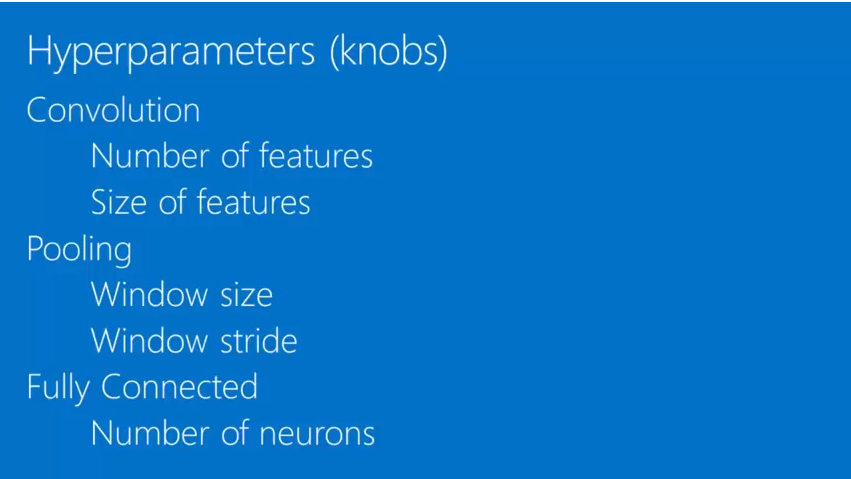 Hyperparameters (knobs)
Convolution
Number of features
Size of features
Pooling
Window size
Window stride
Fully Connected
Number of neurons